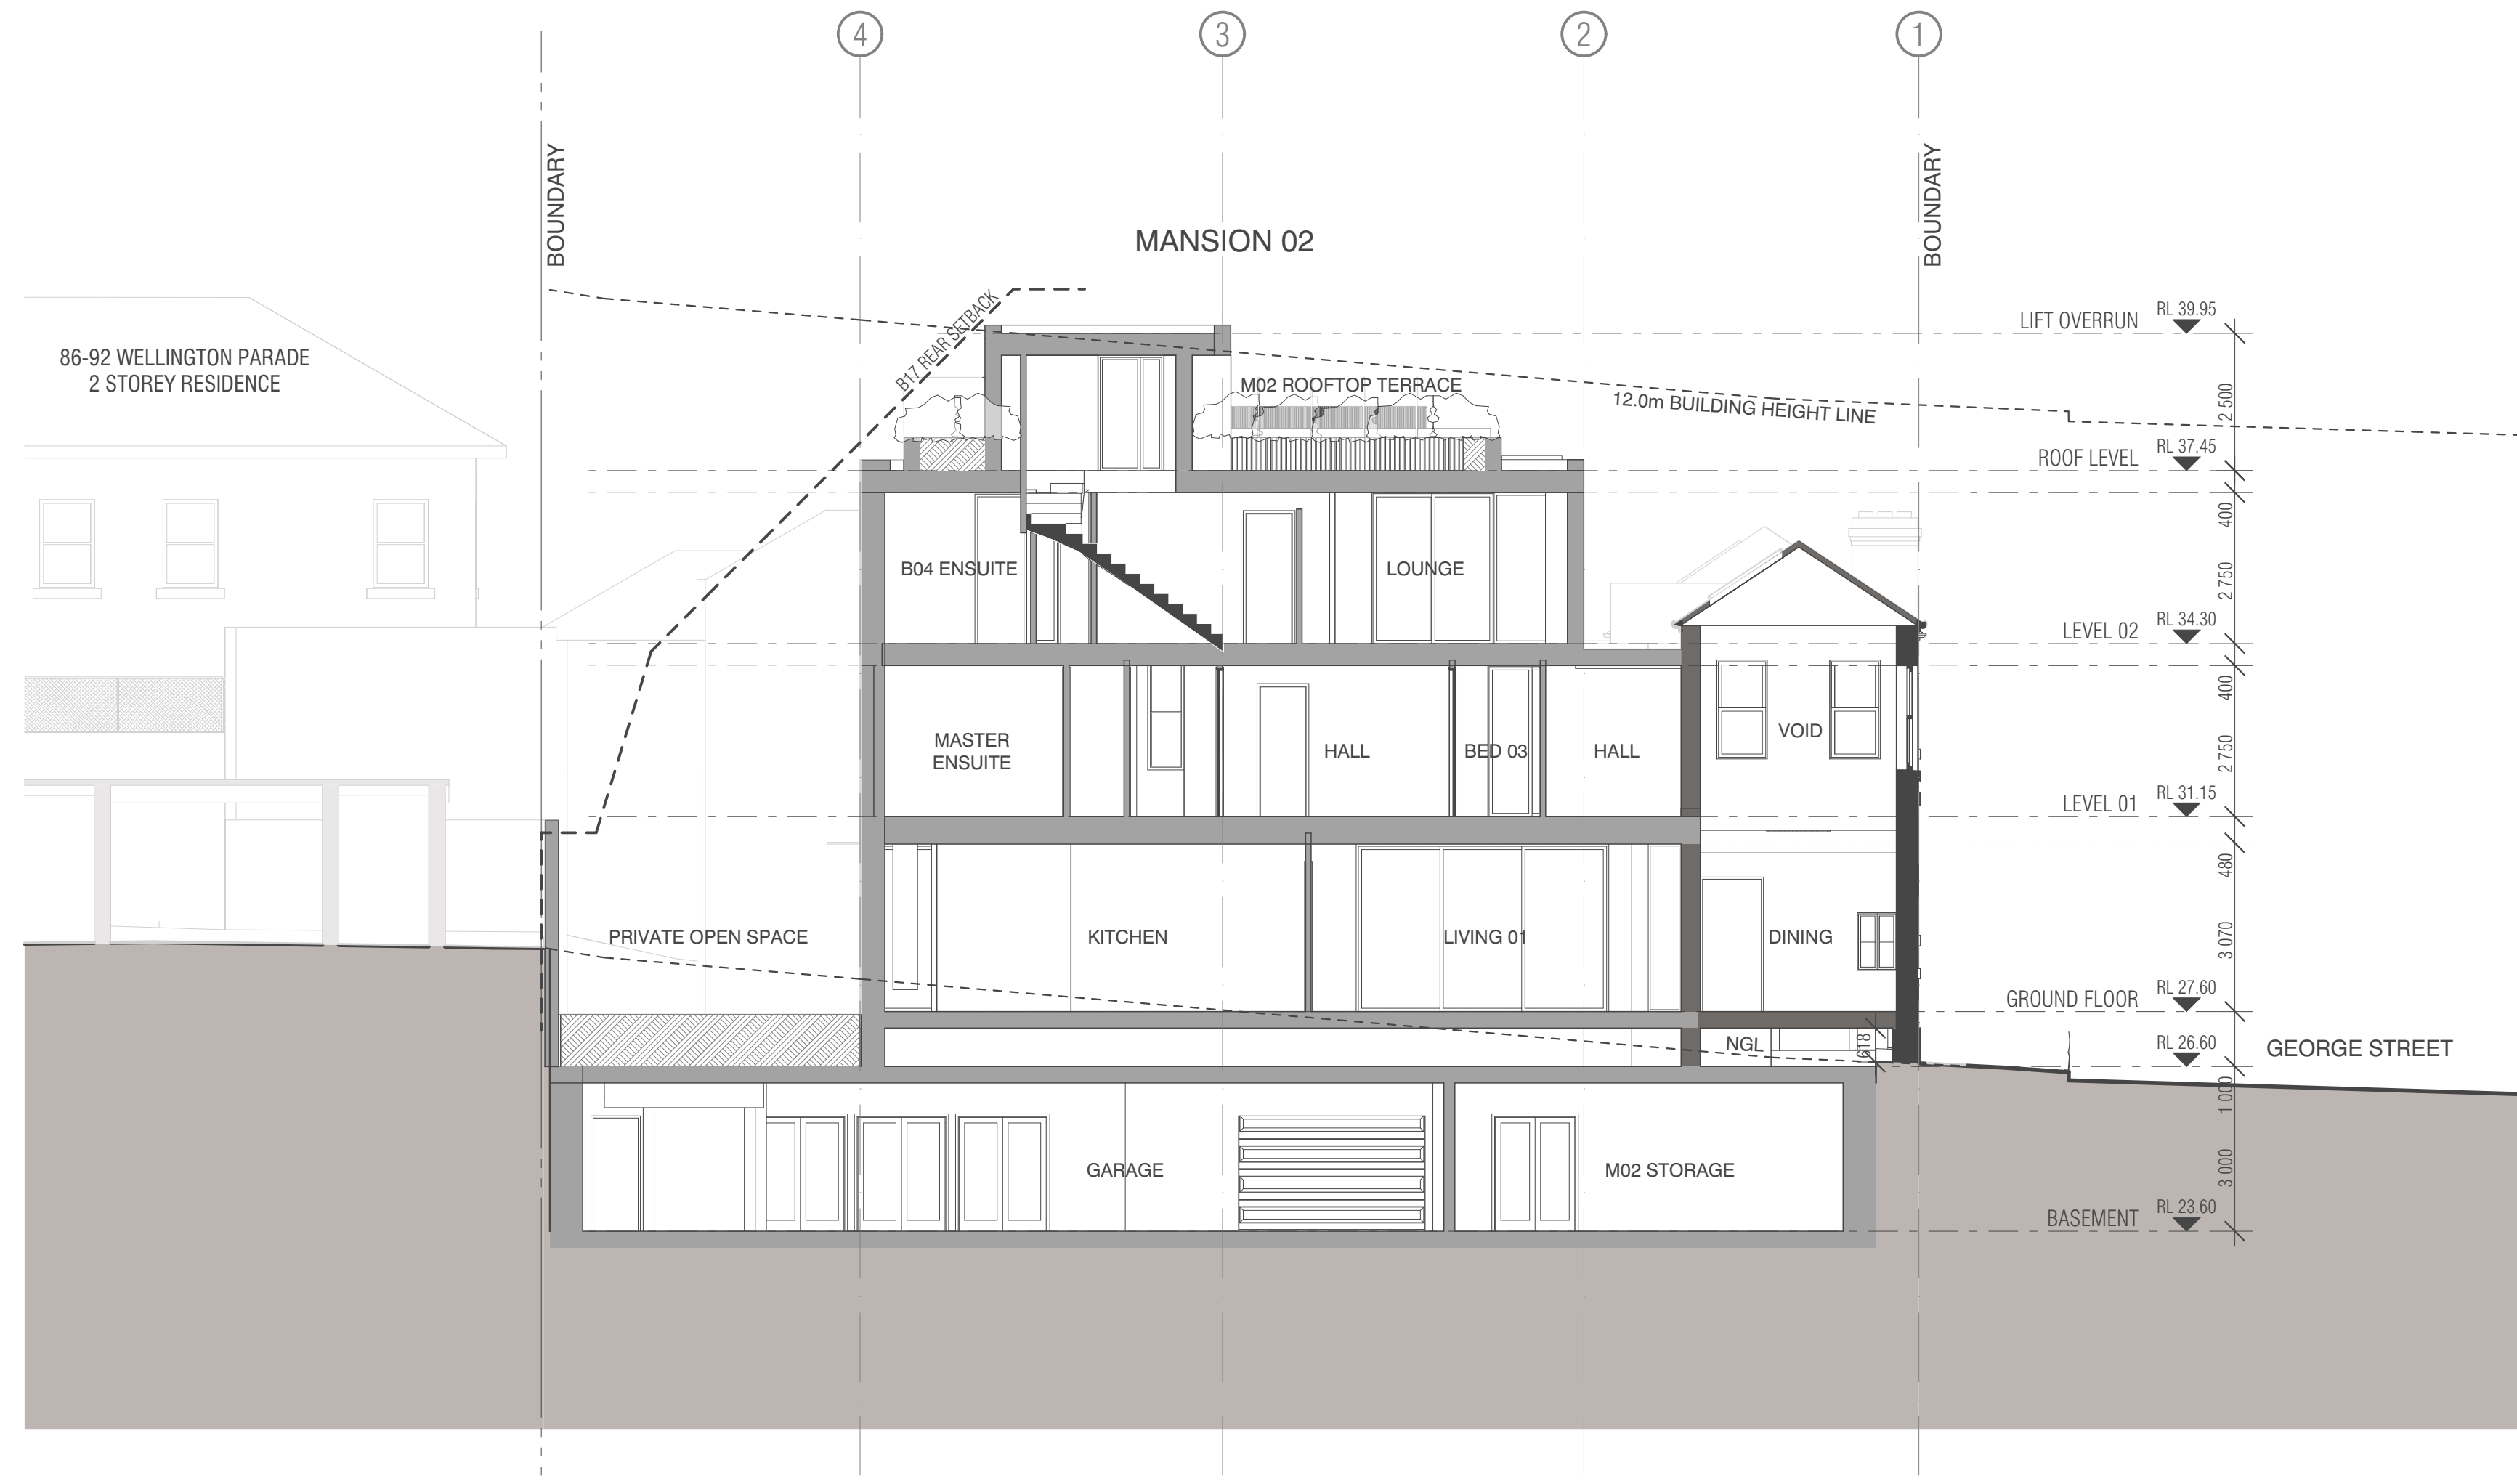 4
3
2
1
BOUNDARY
BOUNDARY
MANSION 02
B17 REAR SETBACK
LIFT OVERRUN
RL 39.95
86-92 WELLINGTON PARADE
2 STOREY RESIDENCE
M02 ROOFTOP TERRACE
12.0m BUILDING HEIGHT LINE
2 500
ROOF LEVEL
RL 37.45
400
B04 ENSUITE
LOUNGE
2 750
LEVEL 02
RL 34.30
400
MASTER
ENSUITE
HALL
BED 03
HALL
VOID
2 750
LEVEL 01
RL 31.15
480
PRIVATE OPEN SPACE
KITCHEN
LIVING 01
DINING
3 070
GROUND FLOOR
RL 27.60
NGL
618
RL 26.60
GEORGE STREET
1 000
GARAGE
M02 STORAGE
3 000
BASEMENT
RL 23.60